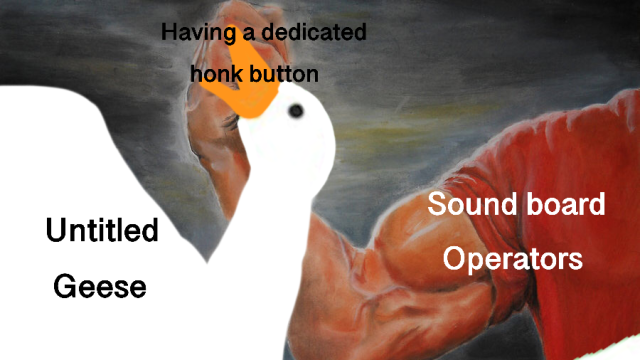 Having a dedicated
honk button
Untitled
Geese
Sound board
Operators